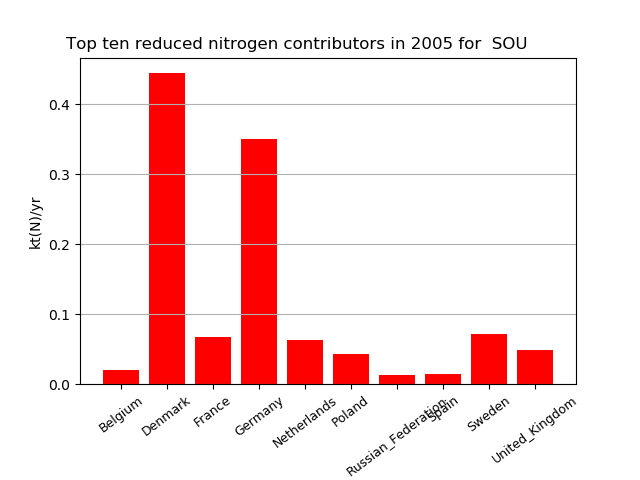 Top ten reduced nitrogen contributors in 2005 for  SOU
kt(N)/yr
0.4
0.3
0.2
0.1
0.0
Belgium
Denmark
France
Germany
Netherlands
Poland
Russian_Federation
Spain
Sweden
United_Kingdom